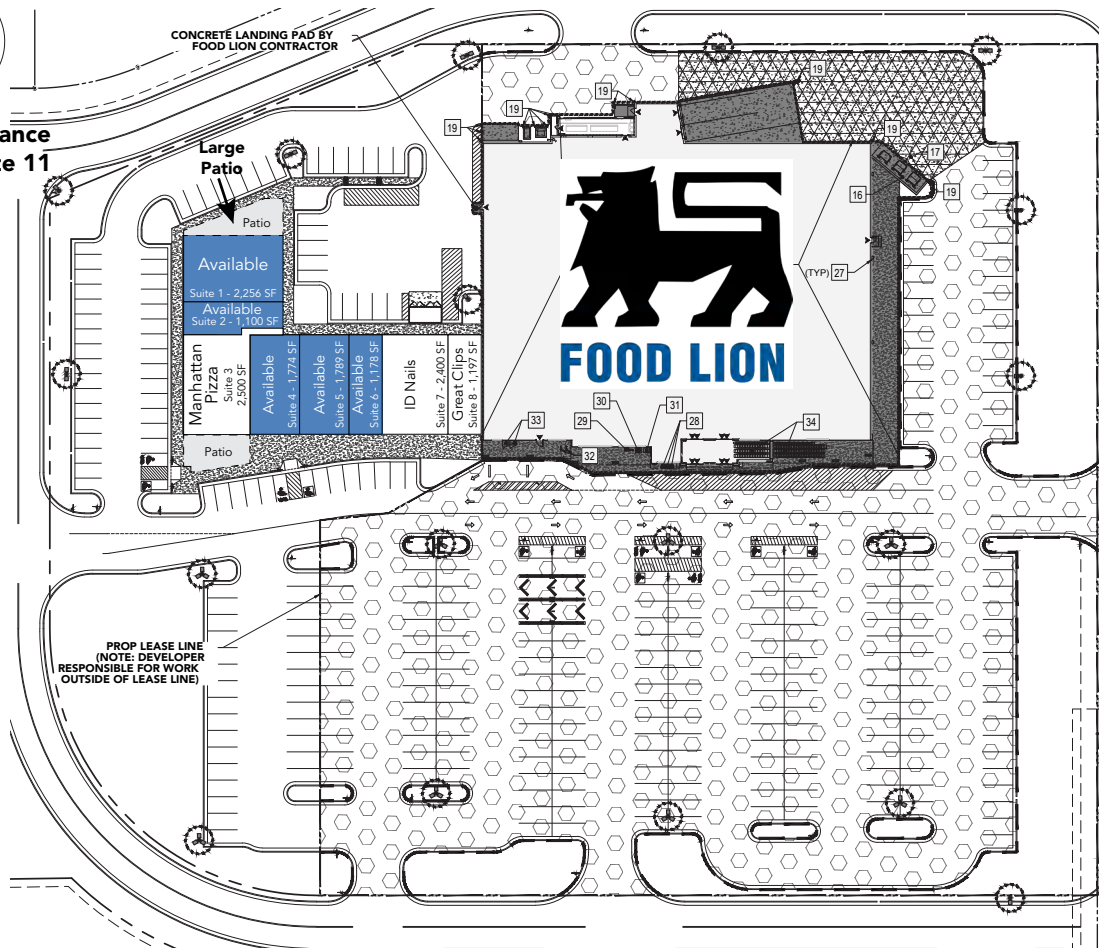 CONCRETE LANDING PAD BY
FOOD LION CONTRACTOR
ance
te 11
Large
Patio
Patio
Available
Suite 1 - 2,256 SF
Available
Suite 2 - 1,100 SF
Manhattan
Pizza
Suite 3
2,500 SF
Available
Suite 4 - 1,774 SF
Available
Suite 5 - 1,789 SF
Available
Suite 6 - 1,178 SF
ID Nails
Suite 7 - 2,400 SF
Great Clips
Suite 8 - 1,197 SF
Patio
FOOD LION
19
19
19
19
19
17
16
19
(TYP) 27
33
32
29
30
31
28
34
PROP LEASE LINE
(NOTE: DEVELOPER
RESPONSIBLE FOR WORK
OUTSIDE OF LEASE LINE)